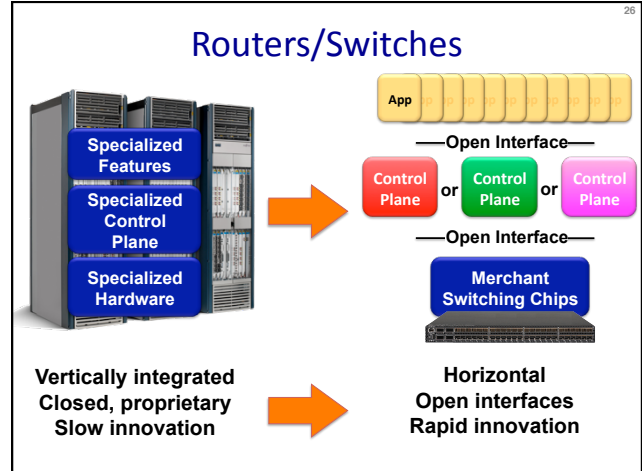 26
Routers/Switches
Specialized
Features
Specialized
Control
Plane
Specialized
Hardware
App
—Open Interface—
Control
Plane
or
Control
Plane
or
Control
Plane
—Open Interface—
Merchant
Switching Chips
Vertically integrated
Closed, proprietary
Slow innovation
Horizontal
Open interfaces
Rapid innovation